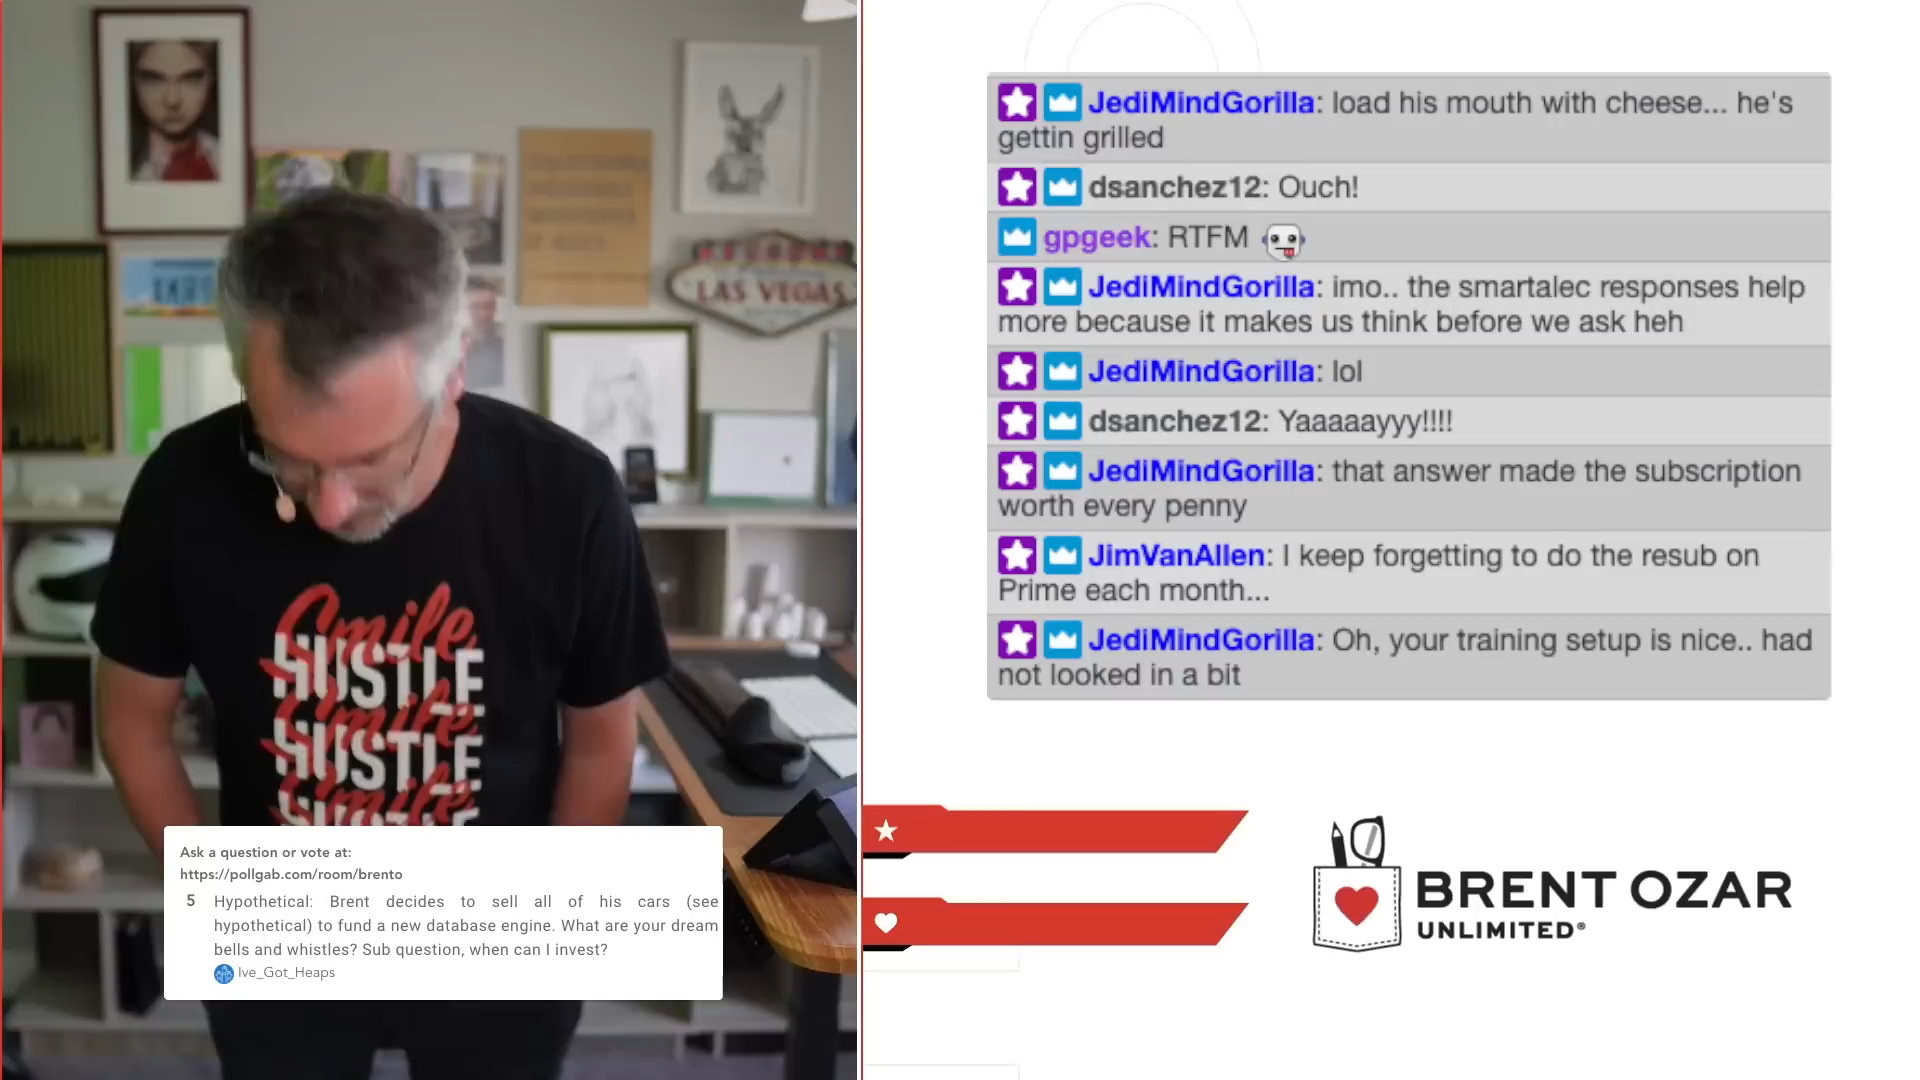 LAS VEGAS
Smile,
HUSTLE
Smile,
HUSTLE
Smile,
HUSTLE
Ask a question or vote at:
https://pollgab.com/room/brento
5 Hypothetical: Brent decides to sell all of his cars (see
hypothetical) to fund a new database engine. What are your dream
bells and whistles? Sub question, when can I invest?
Ive_Got_Heaps
JediMindGorilla: load his mouth with cheese... he's
gettin grilled
dsanchez12: Ouch!
gpgeek: RTFM
JediMindGorilla: imo.. the smartalec responses help
more because it makes us think before we ask heh
JediMindGorilla: lol
dsanchez12: Yaaaaayyy!!!!
JediMindGorilla: that answer made the subscription
worth every penny
JimVanAllen: I keep forgetting to do the resub on
Prime each month...
JediMindGorilla: Oh, your training setup is nice.. had
not looked in a bit
BRENT OZAR
UNLIMITED®